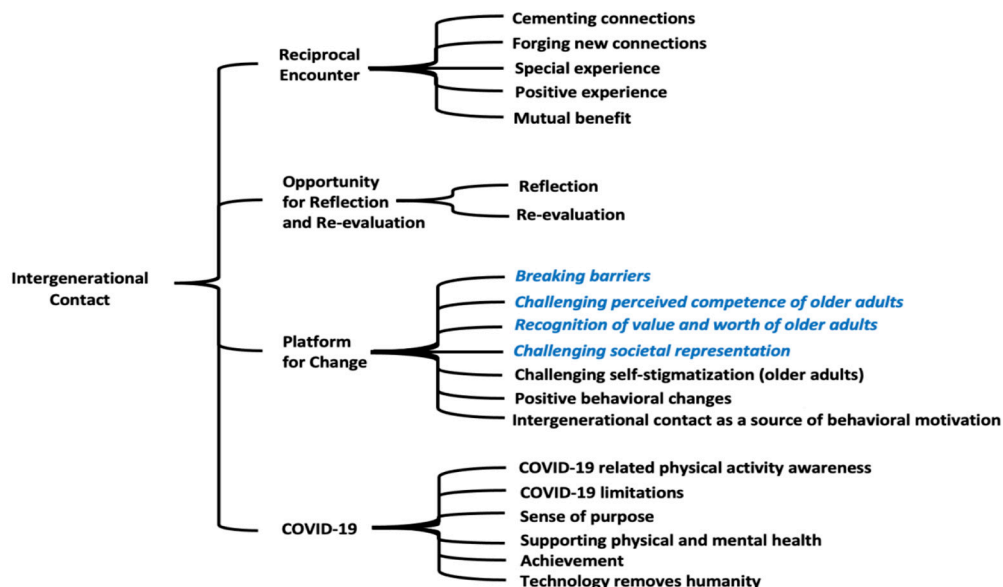 Intergenerational
Contact
Reciprocal
Encounter
Cementing connections
Forging new connections
Special experience
Positive experience
Mutual benefit
Opportunity
for Reflection
and Re-evaluation
Reflection
Re-evaluation
Platform
for Change
Breaking barriers
Challenging perceived competence of older adults
Recognition of value and worth of older adults
Challenging societal representation
Challenging self-stigmatization (older adults)
Positive behavioral changes
Intergenerational contact as a source of behavioral motivation
COVID-19
COVID-19 related physical activity awareness
COVID-19 limitations
Sense of purpose
Supporting physical and mental health
Achievement
Technology removes humanity